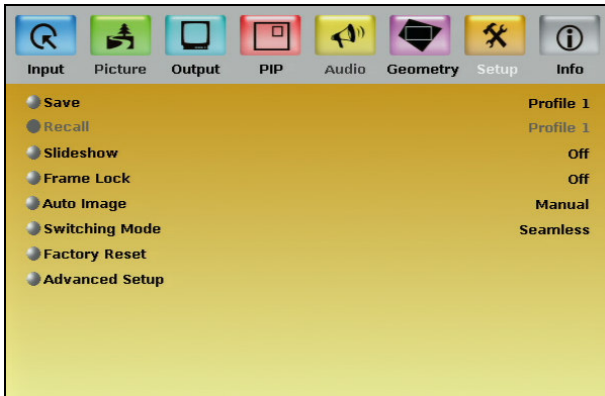 Input Picture Output PIP Audio Geometry Setup Info
Save Profile 1
Recall Profile 1
Slideshow Off
Frame Lock Off
Auto Image Manual
Switching Mode Seamless
Factory Reset
Advanced Setup